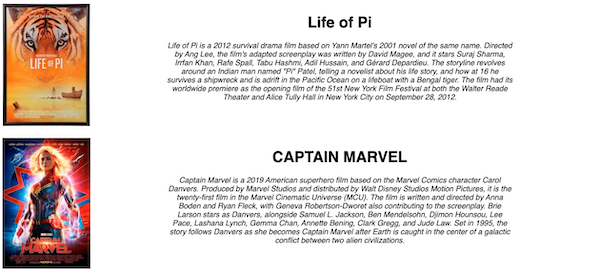 LIFE OF PI
Life of Pi
Life of Pi is a 2012 survival drama film based on Yann Martel's 2001 novel of the same name. Directed
by Ang Lee, the film's adapted screenplay was written by David Magee, and it stars Suraj Sharma,
Irrfan Khan, Rafe Spall, Tabu Hashmi, Adil Hussain, and Gérard Depardieu. The storyline revolves
around an Indian man named "Pi" Patel, telling a novelist about his life story, and how at 16 he
survives a shipwreck and is adrift in the Pacific Ocean on a lifeboat with a Bengal tiger. The film had its
worldwide premiere as the opening film of the 51st New York Film Festival at both the Walter Reade
Theater and Alice Tully Hall in New York City on September 28, 2012.
CAPTAIN
MARVEL
CAPTAIN MARVEL
Captain Marvel is a 2019 American superhero film based on the Marvel Comics character Carol
Danvers. Produced by Marvel Studios and distributed by Walt Disney Studios Motion Pictures, it is the
twenty-first film in the Marvel Cinematic Universe (MCU). The film is written and directed by Anna
Boden and Ryan Fleck, with Geneva Robertson-Dworet also contributing to the screenplay. Brie
Larson stars as Danvers, alongside Samuel L. Jackson, Ben Mendelsohn, Djimon Hounsou, Lee
Pace, Lashana Lynch, Gemma Chan, Annette Bening, Clark Gregg, and Jude Law. Set in 1995, the
story follows Danvers as she becomes Captain Marvel after Earth is caught in the center of a galactic
conflict between two alien civilizations.